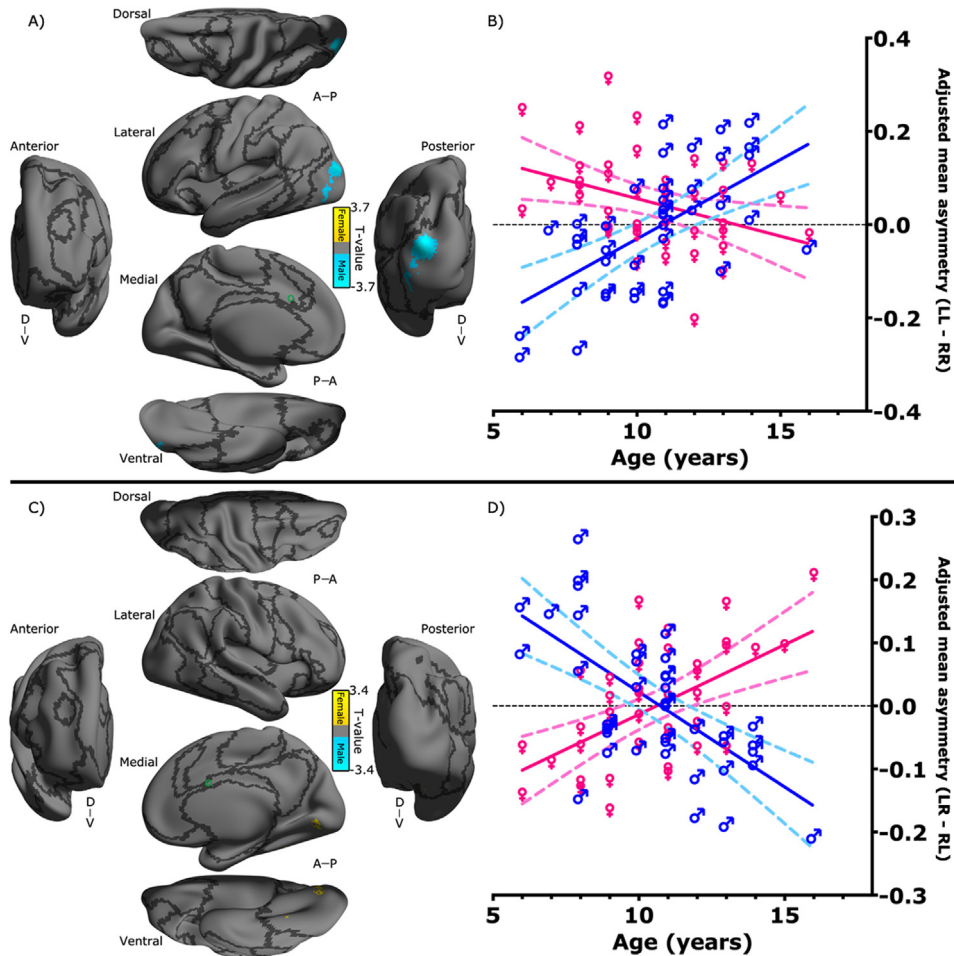 A)
Dorsal
A–P
Lateral
Anterior
Posterior
3.7
Female
Male
T-value
-3.7
Medial
D–V
D–V
P–A
Ventral
B)
0.4
0.2
0.0
-0.2
-0.4
Adjusted mean asymmetry (LL - RR)
5
10
15
Age (years)
C)
Dorsal
P–A
Lateral
Anterior
Posterior
3.4
Female
Male
T-value
-3.4
Medial
D–V
D–V
A–P
Ventral
D)
0.3
0.2
0.1
0.0
-0.1
-0.2
-0.3
Adjusted mean asymmetry (LR - RL)
5
10
15
Age (years)